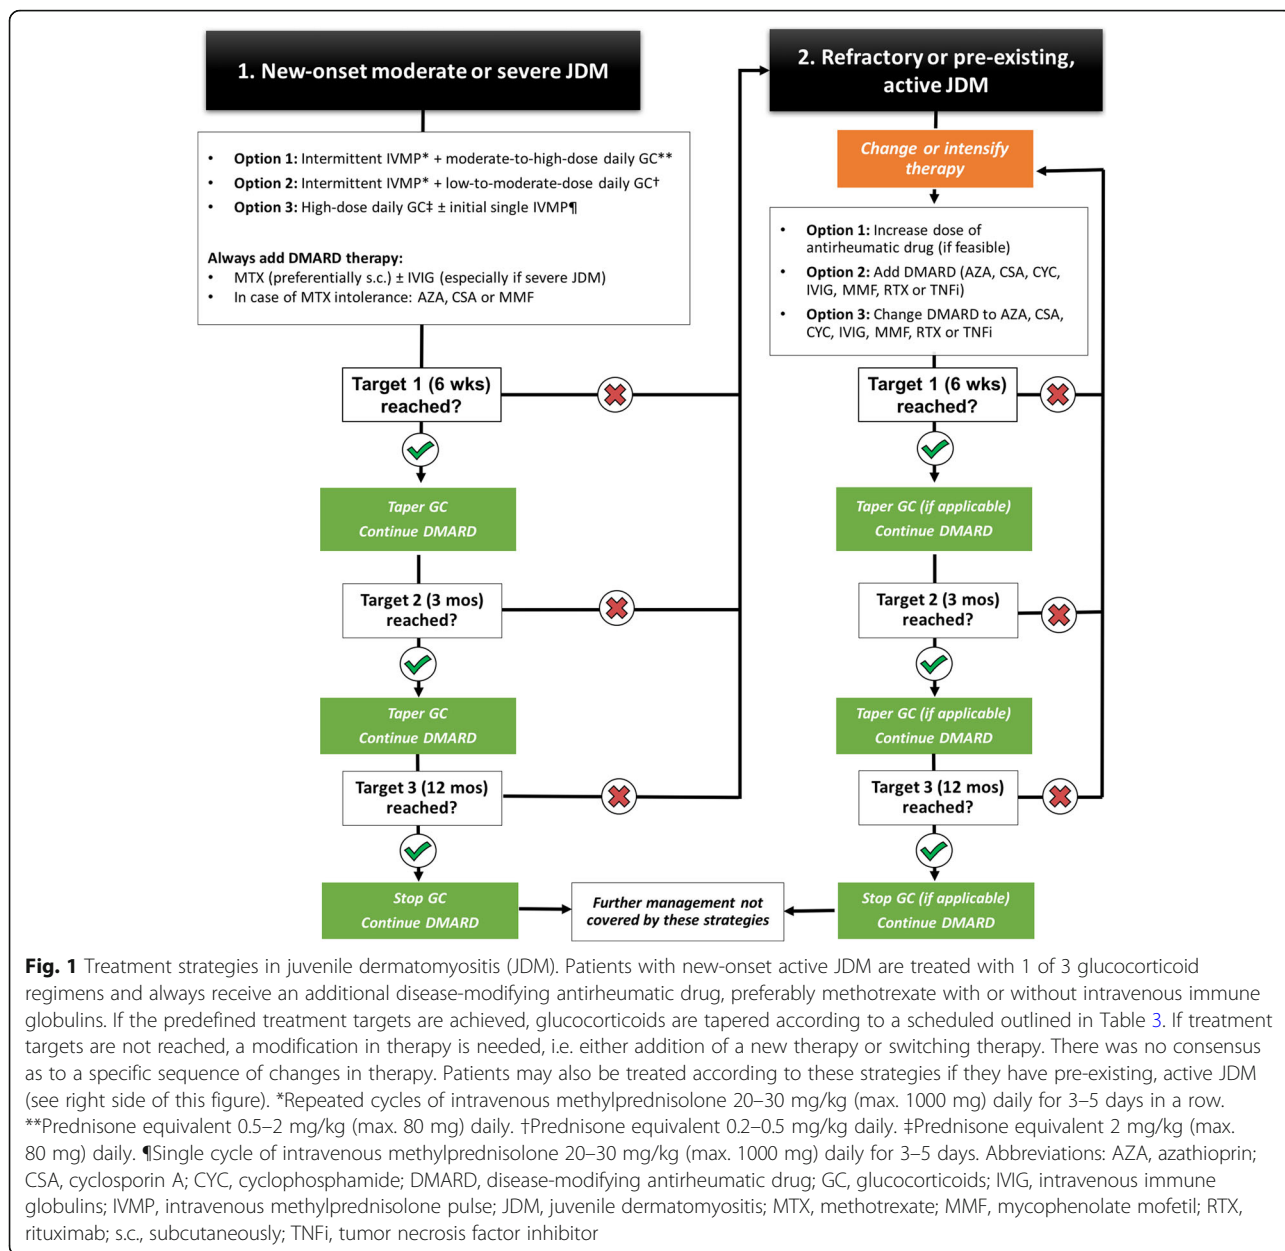 1. New-onset moderate or severe JDM
• Option 1: Intermittent IVMP* + moderate-to-high-dose daily GC**
• Option 2: Intermittent IVMP* + low-to-moderate-dose daily GC†
• Option 3: High-dose daily GC‡ ± initial single IVMP¶
Always add DMARD therapy:
• MTX (preferentially s.c.) ± IVIG (especially if severe JDM)
• In case of MTX intolerance: AZA, CSA or MMF
Target 1 (6 wks)
reached?
Taper GC
Continue DMARD
Target 2 (3 mos)
reached?
Taper GC
Continue DMARD
Target 3 (12 mos)
reached?
Stop GC
Continue DMARD
Further management not
covered by these strategies
2. Refractory or pre-existing,
active JDM
Change or intensify
therapy
• Option 1: Increase dose of
antirheumatic drug (if feasible)
• Option 2: Add DMARD (AZA, CSA, CYC,
IVIG, MMF, RTX or TNFi)
• Option 3: Change DMARD to AZA, CSA,
CYC, IVIG, MMF, RTX or TNFi
Target 1 (6 wks)
reached?
Taper GC (if applicable)
Continue DMARD
Target 2 (3 mos)
reached?
Taper GC (if applicable)
Continue DMARD
Target 3 (12 mos)
reached?
Stop GC (if applicable)
Continue DMARD
Fig. 1 Treatment strategies in juvenile dermatomyositis (JDM). Patients with new-onset active JDM are treated with 1 of 3 glucocorticoid
regimens and always receive an additional disease-modifying antirheumatic drug, preferably methotrexate with or without intravenous immune
globulins. If the predefined treatment targets are achieved, glucocorticoids are tapered according to a scheduled outlined in Table 3. If treatment
targets are not reached, a modification in therapy is needed, i.e. either addition of a new therapy or switching therapy. There was no consensus
as to a specific sequence of changes in therapy. Patients may also be treated according to these strategies if they have pre-existing, active JDM
(see right side of this figure). *Repeated cycles of intravenous methylprednisolone 20–30 mg/kg (max. 1000 mg) daily for 3–5 days in a row.
**Prednisone equivalent 0.5–2 mg/kg (max. 80 mg) daily. †Prednisone equivalent 0.2–0.5 mg/kg daily. ‡Prednisone equivalent 2 mg/kg (max.
80 mg) daily. ¶Single cycle of intravenous methylprednisolone 20–30 mg/kg (max. 1000 mg) daily for 3–5 days. Abbreviations: AZA, azathioprin;
CSA, cyclosporin A; CYC, cyclophosphamide; DMARD, disease-modifying antirheumatic drug; GC, glucocorticoids; IVIG, intravenous immune
globulins; IVMP, intravenous methylprednisolone pulse; JDM, juvenile dermatomyositis; MTX, methotrexate; MMF, mycophenolate mofetil; RTX,
rituximab; s.c., subcutaneously; TNFi, tumor necrosis factor inhibitor